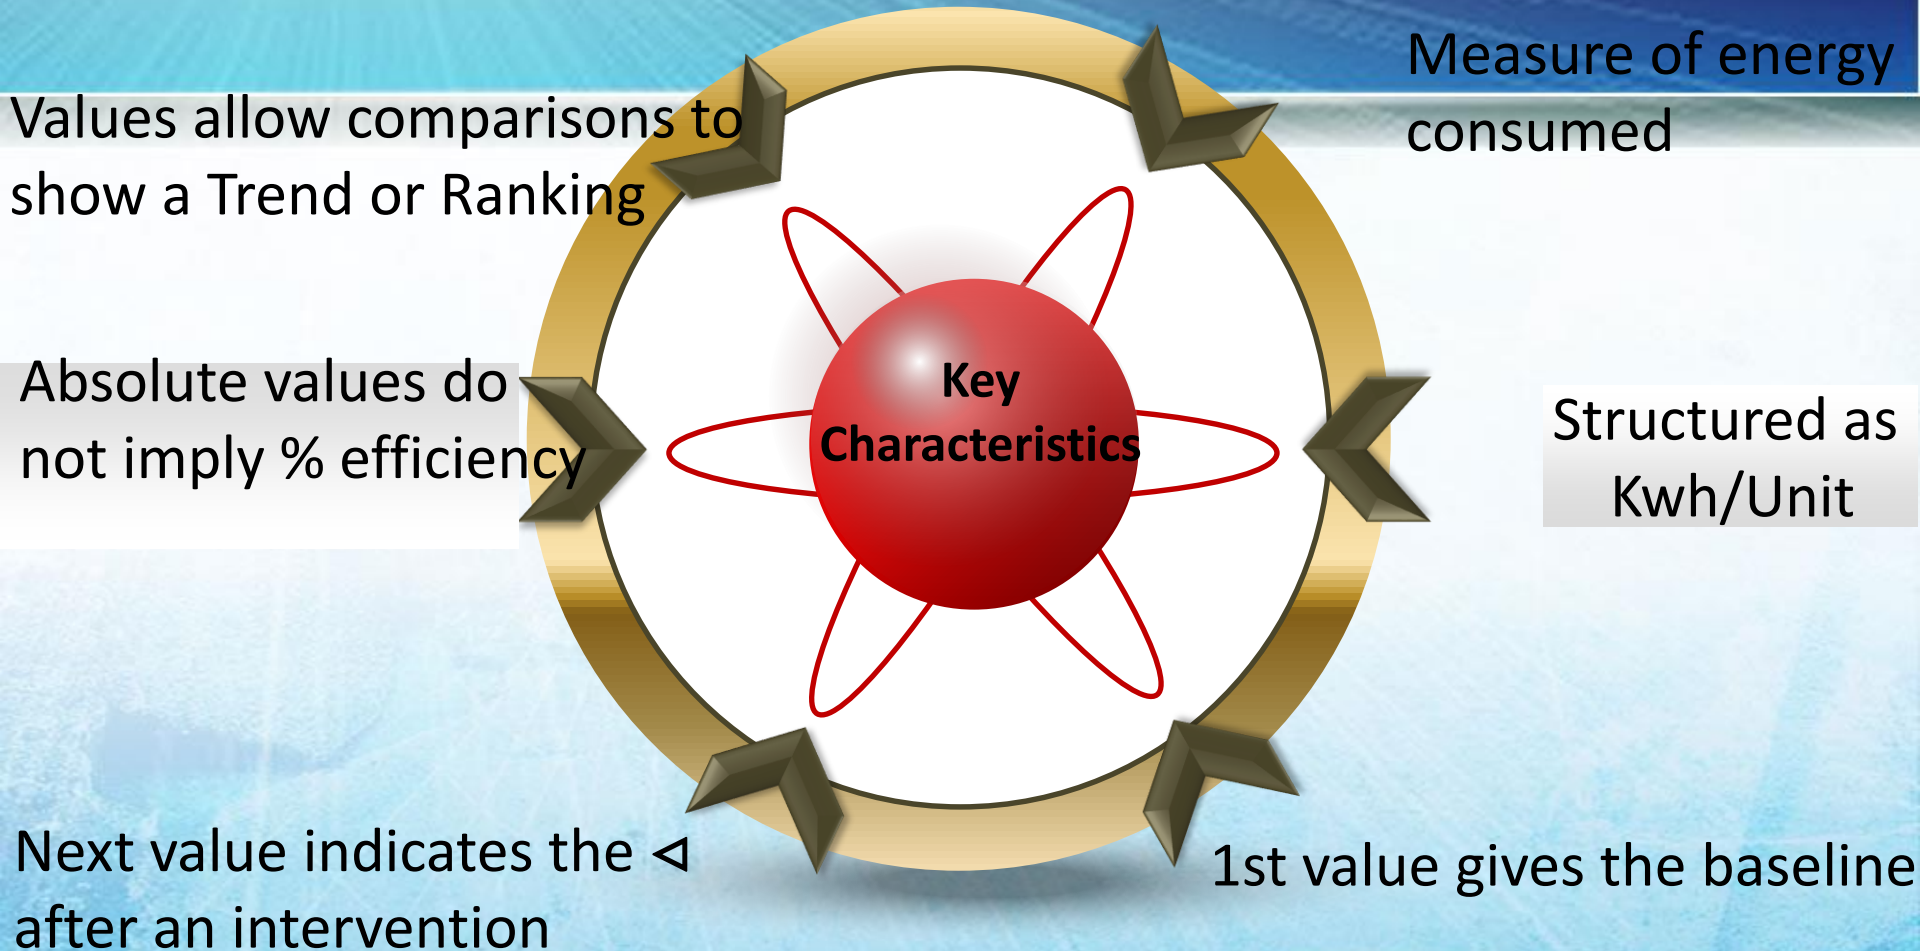 Measure of energy
consumed
Values allow comparisons to
show a Trend or Ranking
Key
Characteristics
Absolute values do
not imply % efficiency
Structured as
Kwh/Unit
Next value indicates the ⊲
after an intervention
1st value gives the baseline